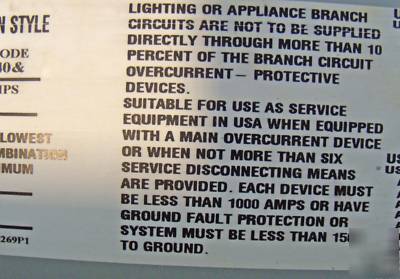 N STYLE
ODE
40&
IPS
LOWEST
MBINATION
IMUM
269P1
LIGHTING OR APPLIANCE BRANCH
CIRCUITS ARE NOT TO BE SUPPLIED
DIRECTLY THROUGH MORE THAN 10
PERCENT OF THE BRANCH CIRCUIT
OVERCURRENT – PROTECTIVE
DEVICES.
SUITABLE FOR USE AS SERVICE
EQUIPMENT IN USA WHEN EQUIPPED
WITH A MAIN OVERCURRENT DEVICE
OR WHEN NOT MORE THAN SIX
SERVICE DISCONNECTING MEANS
ARE PROVIDED. EACH DEVICE MUST
BE LESS THAN 1000 AMPS OR HAVE
GROUND FAULT PROTECTION OR
SYSTEM MUST BE LESS THAN 15
TO GROUND.